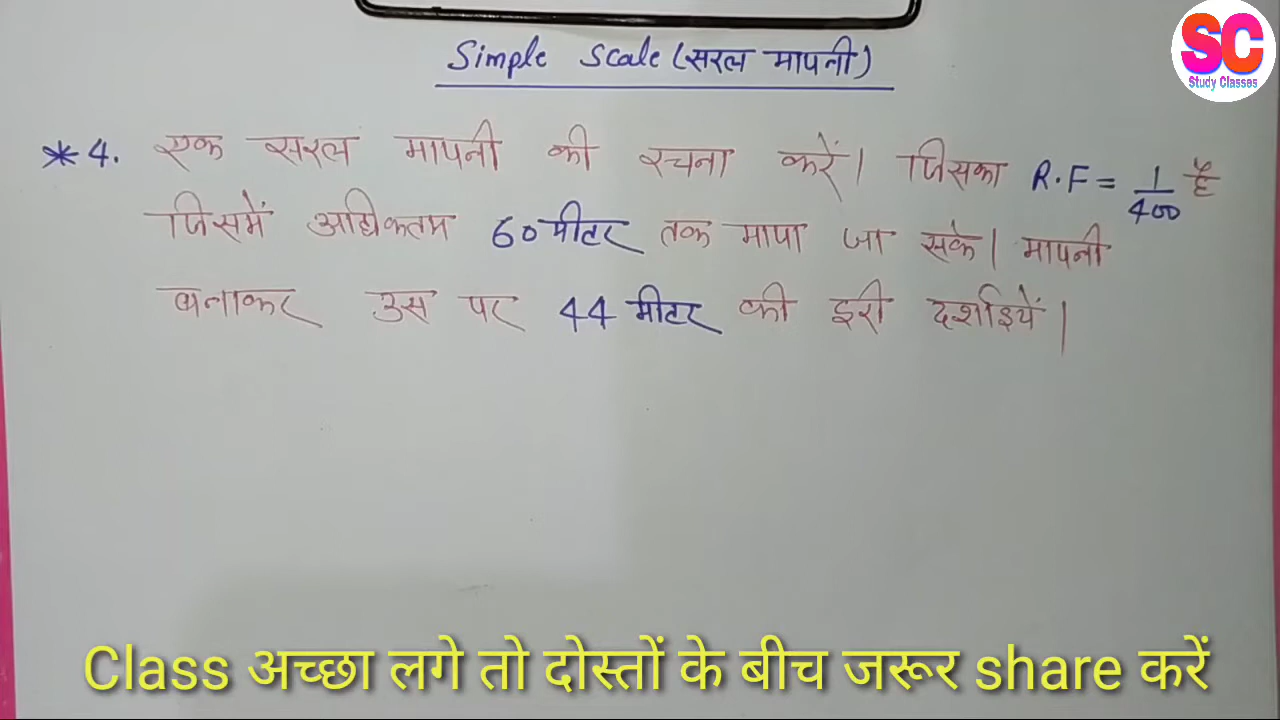 Simple Scale (सरल मापनी)
SC
Study Classes
*4. एक सरल मापनी की रचना करें। जिसका R.F = 1/400 है
जिसमें अधिकतम 60 मीटर तक मापा जा सके। मापनी
बनाकर उस पर 44 मीटर की दूरी दर्शाइयें।
Class अच्छा लगे तो दोस्तों के बीच जरूर share करें